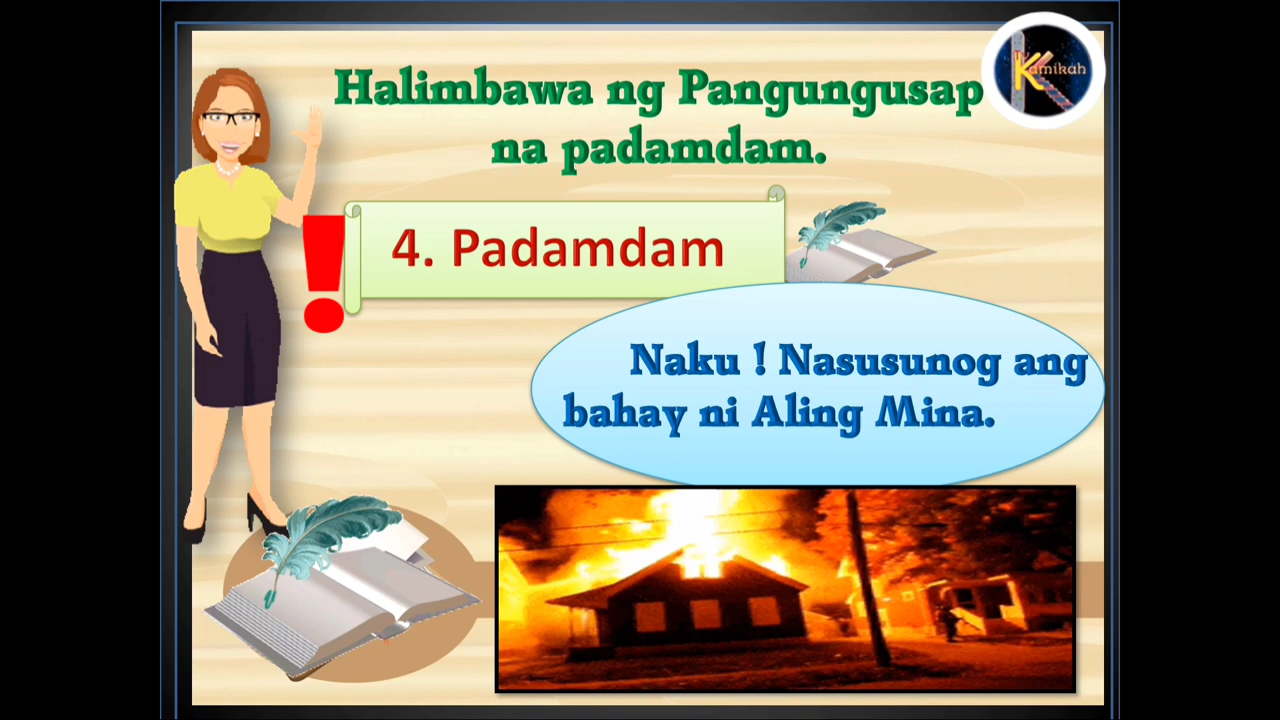 Halimbawa ng Pangungusap
na padamdam.
Kamikah
!
4. Padamdam
Naku ! Nasusunog ang
bahay ni Aling Mina.